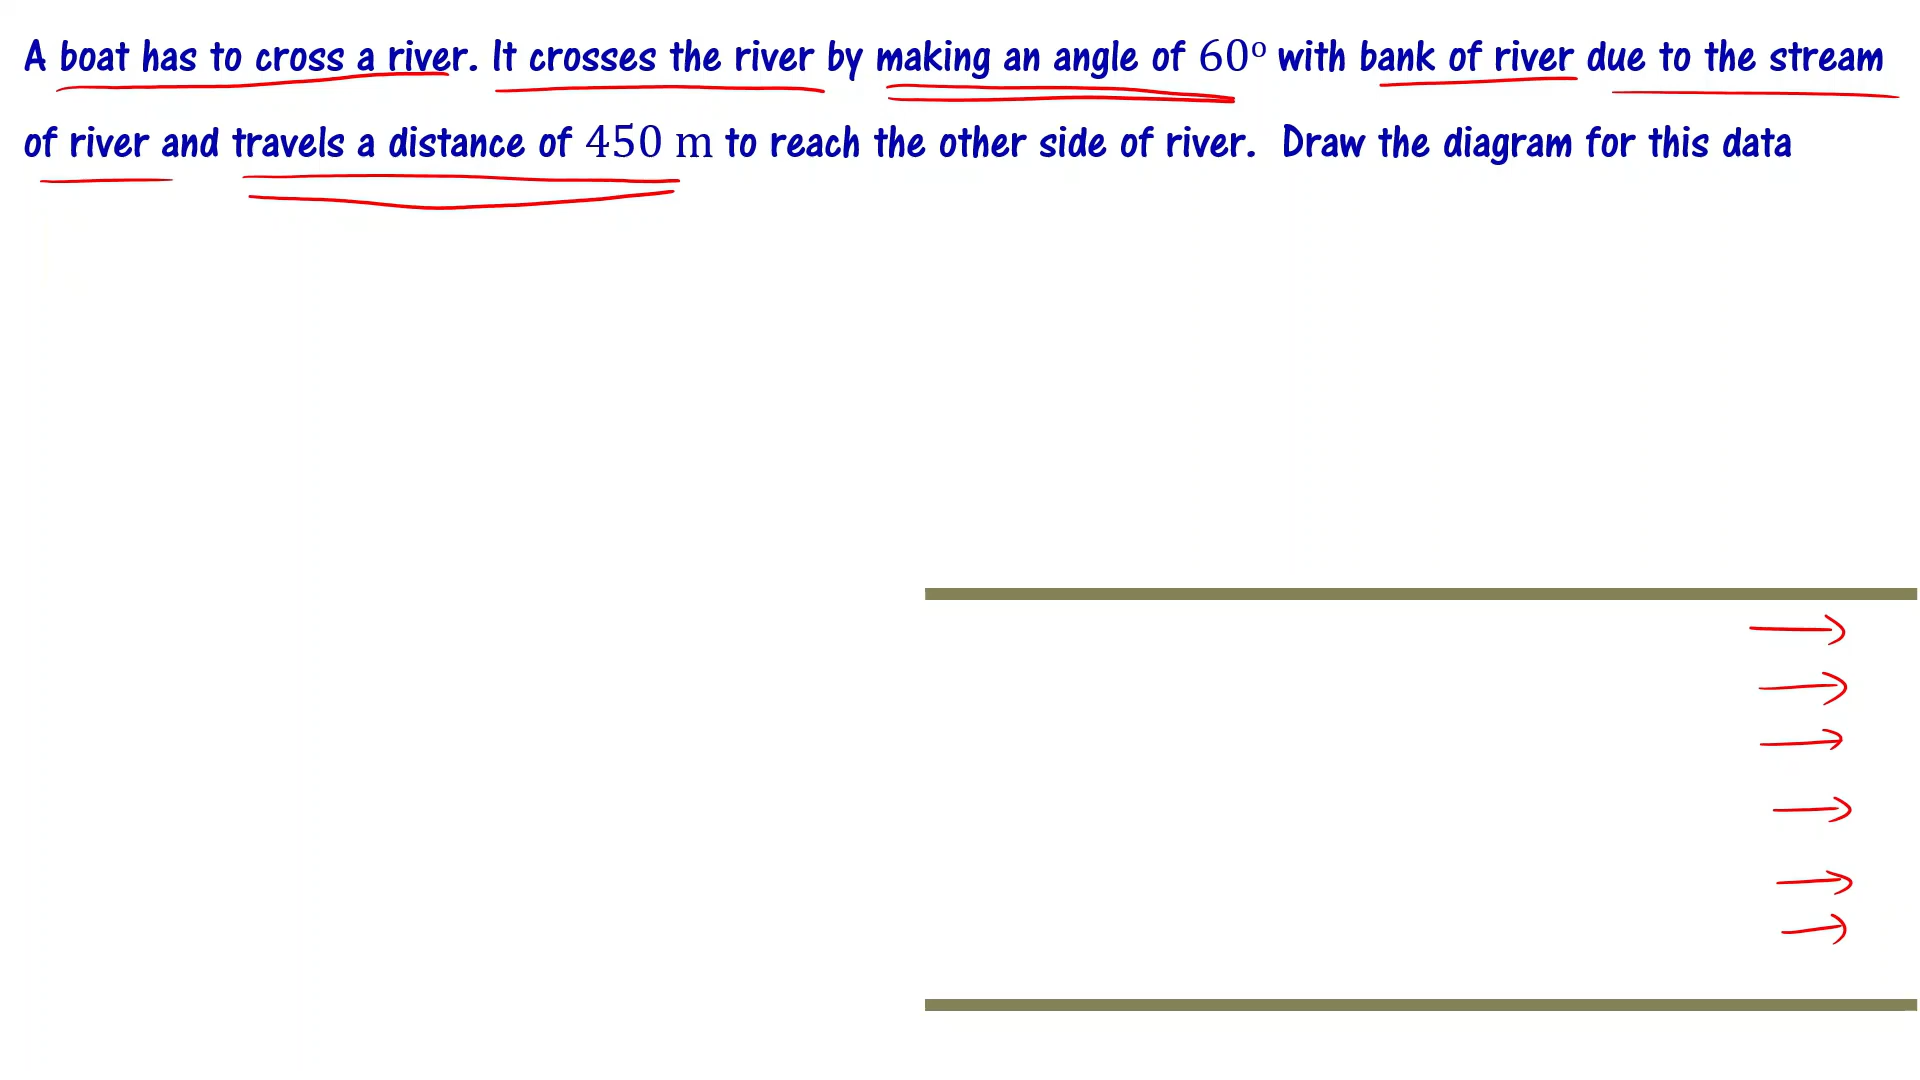 A boat has to cross a river. It crosses the river by making an angle of 60° with bank of river due to the stream
of river and travels a distance of 450 m to reach the other side of river. Draw the diagram for this data